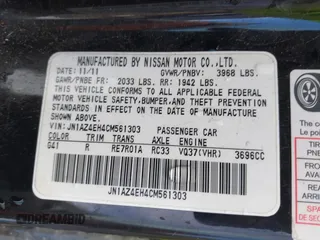 MANUFACTURED BY NISSAN MOTOR CO.,LTD.
DATE: 11/11 GVWR/PNBV: 3968 LBS.
GAWR/PNBE FR: 2033 LBS. RR: 1942 LBS.
THIS VEHICLE CONFORMS TO ALL APPLICABLE FEDERAL
MOTOR VEHICLE SAFETY, BUMPER, AND THEFT PREVENTION
STANDARDS IN EFFECT ON THE DATE OF
MANUFACTURE SHOWN ABOVE.
V.I.N: JN1AZ4EH4CM561303 PASSENGER CAR
COLOR TRIM TRANS AXLE ENGINE
G41 R RE7R01A RC33 VQ37(VHR) 3696CC
JN1AZ4EH4CM561303
©DREAMBID